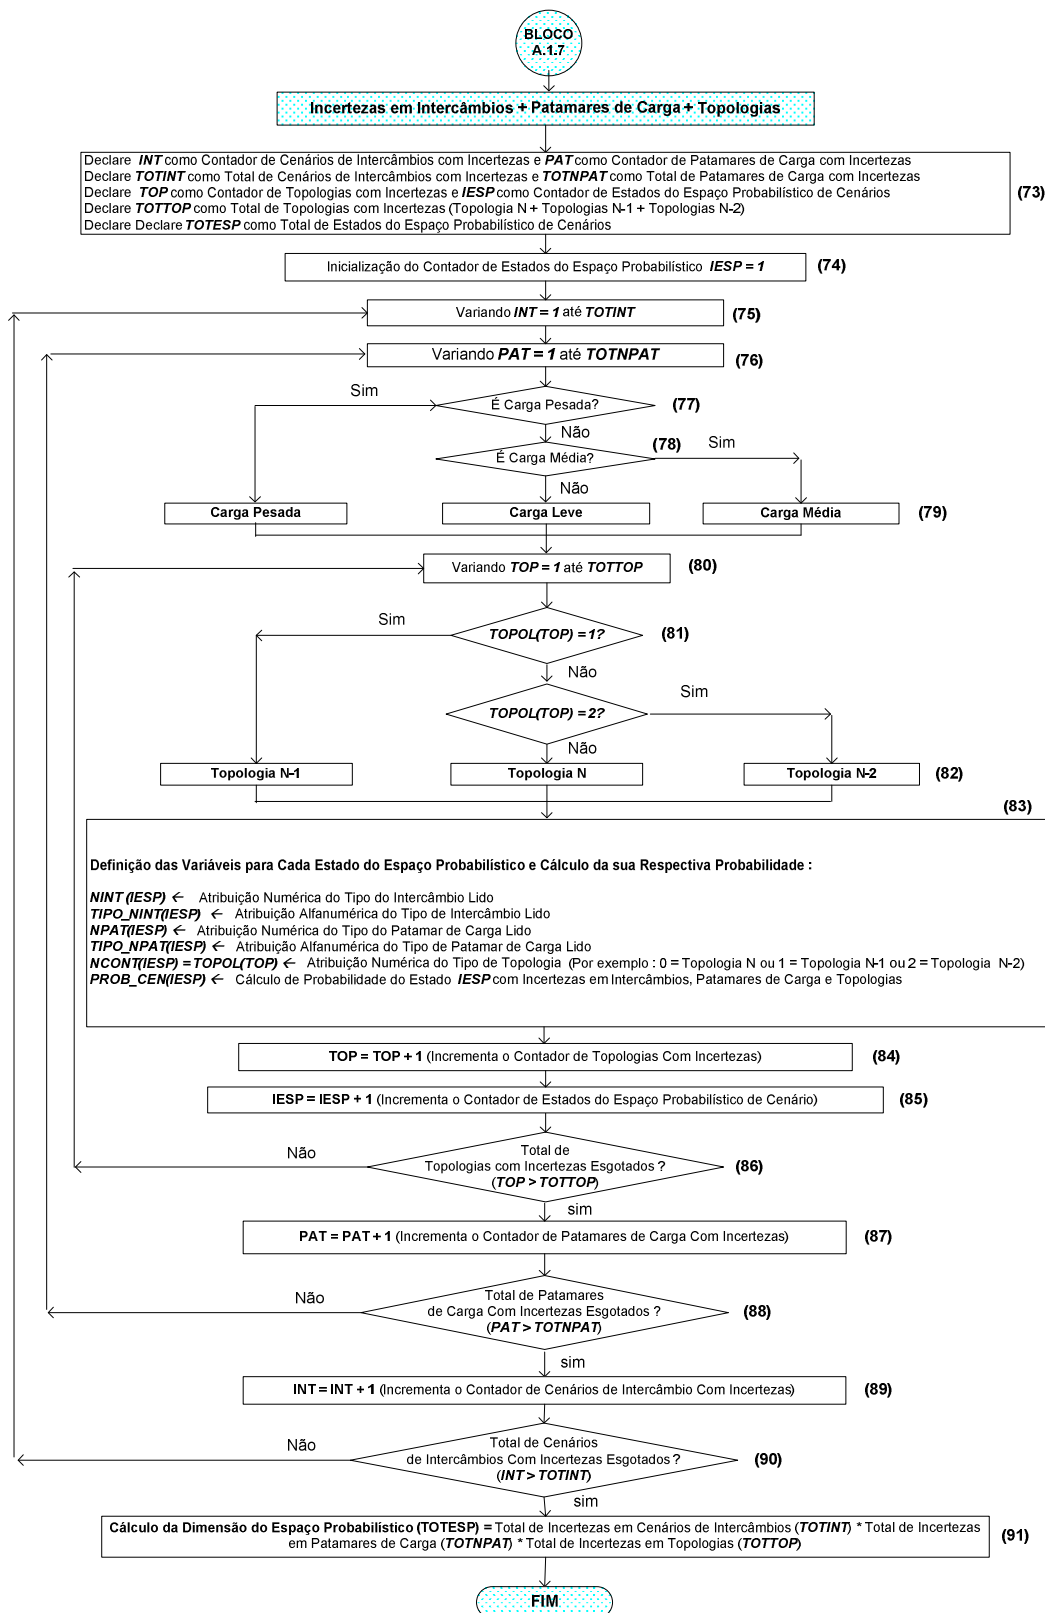 BLOCO
A.1.7
Incertezas em Intercâmbios + Patamares de Carga + Topologias
Declare INT como Contador de Cenários de Intercâmbios com Incertezas e PAT como Contador de Patamares de Carga com Incertezas
Declare TOTINT como Total de Cenários de Intercâmbios com Incertezas e TOTNPAT como Total de Patamares de Carga com Incertezas
Declare TOP como Contador de Topologias com Incertezas e IESP como Contador de Estados do Espaço Probabilístico de Cenários
Declare TOTTOP como Total de Topologias com Incertezas (Topologia N + Topologias N-1 + Topologias N-2)
Declare Declare TOTESP como Total de Estados do Espaço Probabilístico de Cenários
(73)
Inicialização do Contador de Estados do Espaço Probabilístico IESP = 1
(74)
Variando INT = 1 até TOTINT
(75)
Variando PAT = 1 até TOTNPAT
(76)
Sim
É Carga Pesada?
(77)
Não
(78)
Sim
É Carga Média?
Não
Carga Pesada
Carga Leve
Carga Média
(79)
Variando TOP = 1 até TOTTOP
(80)
Sim
TOPOL(TOP) = 1?
(81)
Não
Sim
TOPOL(TOP) = 2?
Não
Topologia N-1
Topologia N
Topologia N-2
(82)
(83)
Definição das Variáveis para Cada Estado do Espaço Probabilístico e Cálculo da sua Respectiva Probabilidade :
NINT (IESP) ← Atribuição Numérica do Tipo do Intercâmbio Lido
TIPO_NINT(IESP) ← Atribuição Alfanumérica do Tipo de Intercâmbio Lido
NPAT(IESP) ← Atribuição Numérica do Tipo do Patamar de Carga Lido
TIPO_NPAT(IESP) ← Atribuição Alfanumérica do Tipo de Patamar de Carga Lido
NCONT(IESP) = TOPOL(TOP) ← Atribuição Numérica do Tipo de Topologia (Por exemplo : 0 = Topologia N ou 1 = Topologia N-1 ou 2 = Topologia N-2)
PROB_CEN(IESP) ← Cálculo de Probabilidade do Estado IESP com Incertezas em Intercâmbios, Patamares de Carga e Topologias
TOP = TOP + 1 (Incrementa o Contador de Topologias Com Incertezas)
(84)
IESP = IESP + 1 (Incrementa o Contador de Estados do Espaço Probabilístico de Cenário)
(85)
Não
Total de
Topologias com Incertezas Esgotados ?
(TOP > TOTTOP)
(86)
sim
PAT = PAT + 1 (Incrementa o Contador de Patamares de Carga Com Incertezas)
(87)
Não
Total de Patamares
de Carga Com Incertezas Esgotados ?
(PAT > TOTNPAT)
(88)
sim
INT = INT + 1 (Incrementa o Contador de Cenários de Intercâmbio Com Incertezas)
(89)
Não
Total de Cenários
de Intercâmbios Com Incertezas Esgotados ?
(INT > TOTINT)
(90)
sim
Cálculo da Dimensão do Espaço Probabilístico (TOTESP) = Total de Incertezas em Cenários de Intercâmbios (TOTINT) * Total de Incertezas
em Patamares de Carga (TOTNPAT) * Total de Incertezas em Topologias (TOTTOP)
(91)
FIM